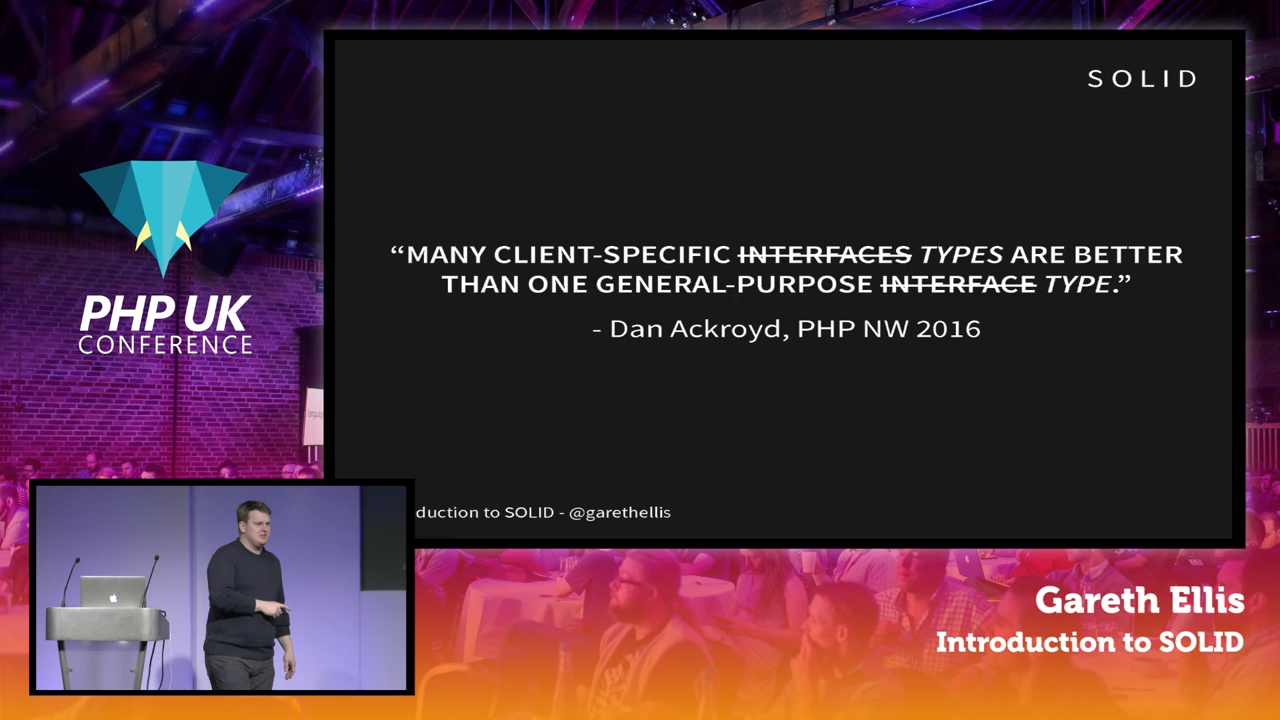 SOLID
“MANY CLIENT-SPECIFIC INTERFACES TYPES ARE BETTER
THAN ONE GENERAL-PURPOSE INTERFACE TYPE.”
- Dan Ackroyd, PHP NW 2016
duction to SOLID - @garethellis
PHP UK
CONFERENCE
Gareth Ellis
Introduction to SOLID